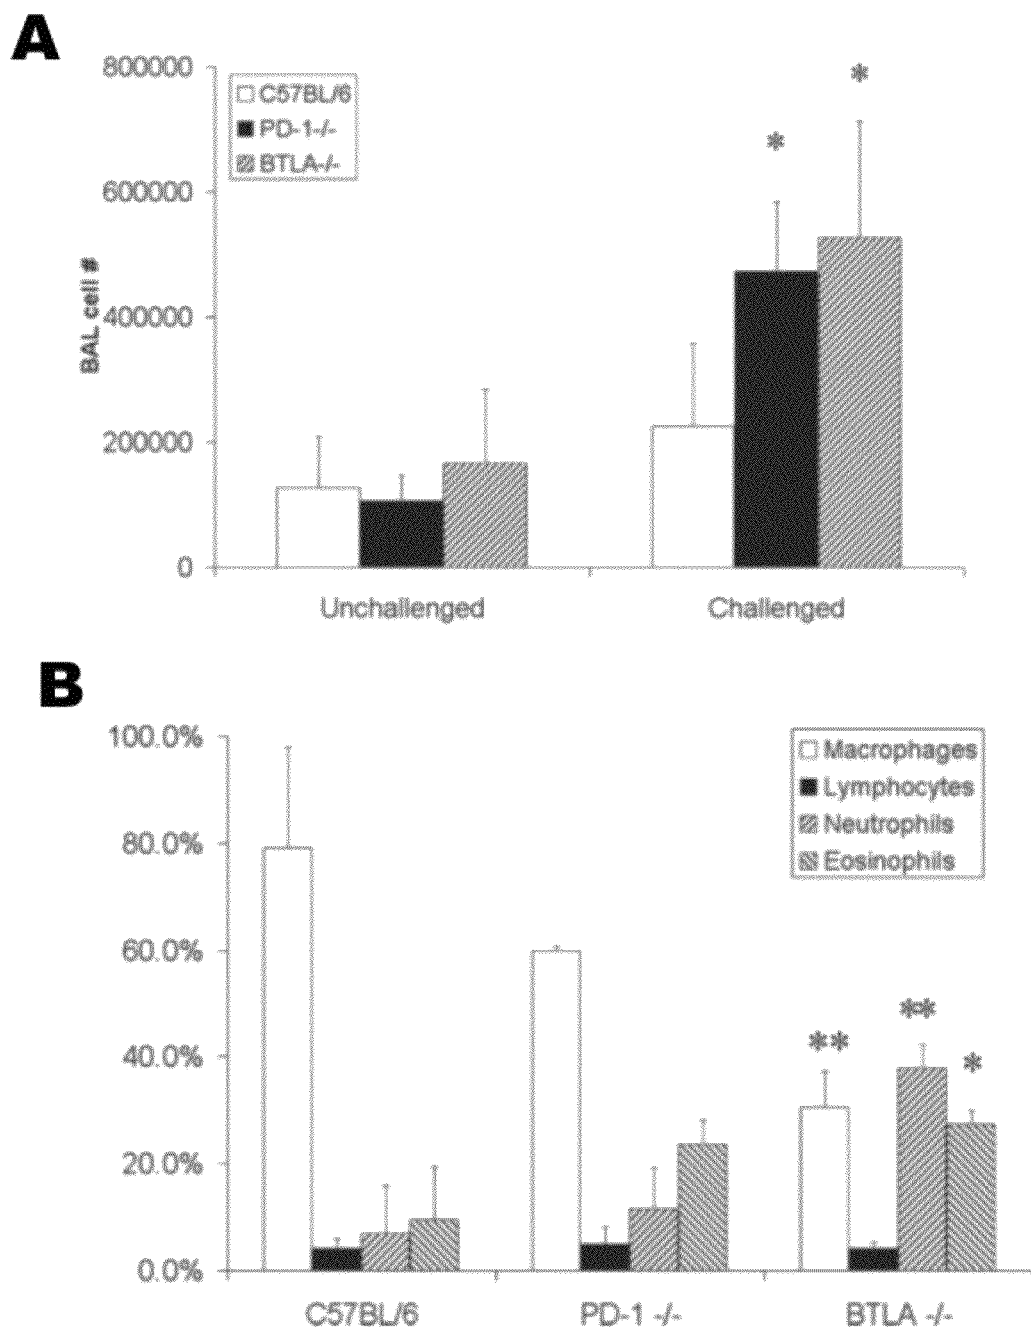 A
800000
600000
400000
200000
0
BAL cell #
C57BL/6
PD-1-/-
BTLA-/-
*
*
Unchallenged
Challenged
B
100.0%
80.0%
60.0%
40.0%
20.0%
0.0%
Macrophages
Lymphocytes
Neutrophils
Eosinophils
**
**
*
C57BL/6
PD-1 -/-
BTLA -/-